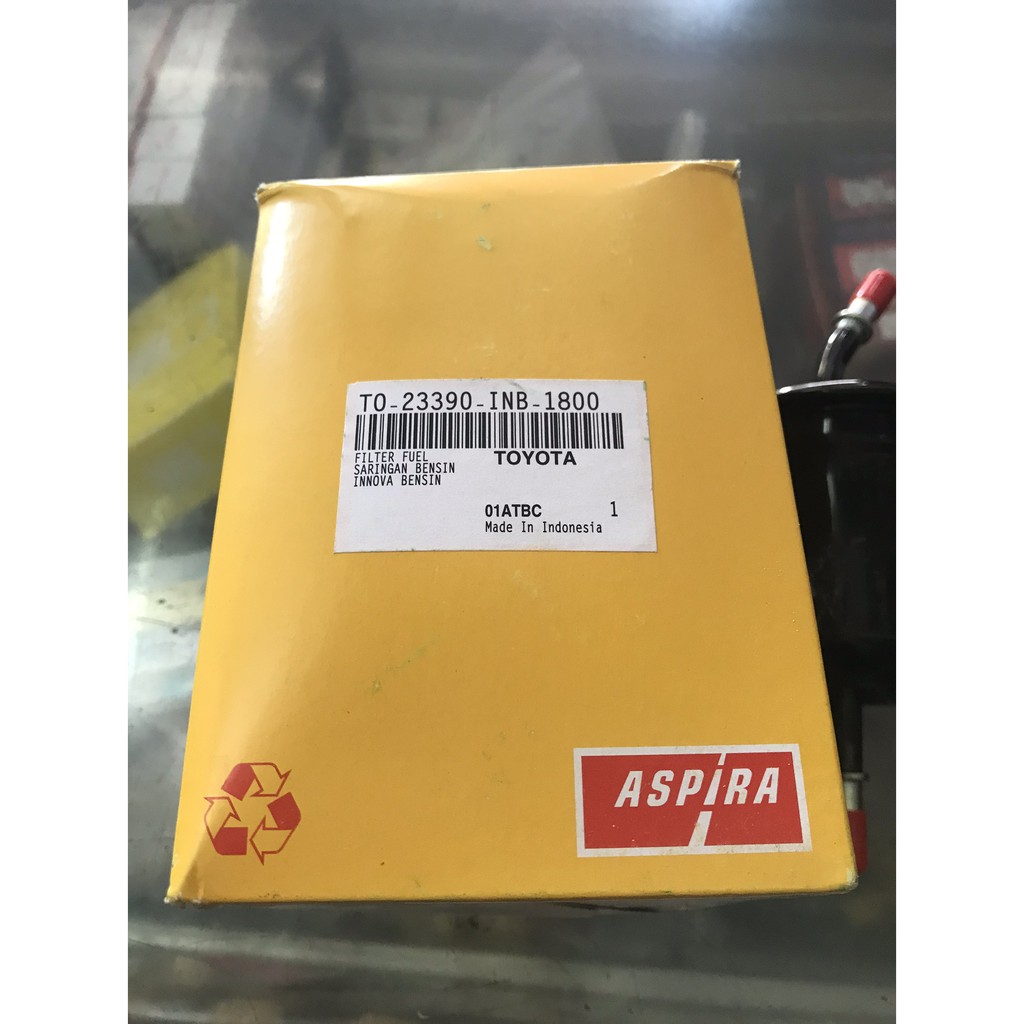 TO-23390-INB-1800
FILTER FUEL
SARINGAN BENSIN
INNOVA BENSIN
TOYOTA
01ATBC 1
Made In Indonesia
ASPIRA